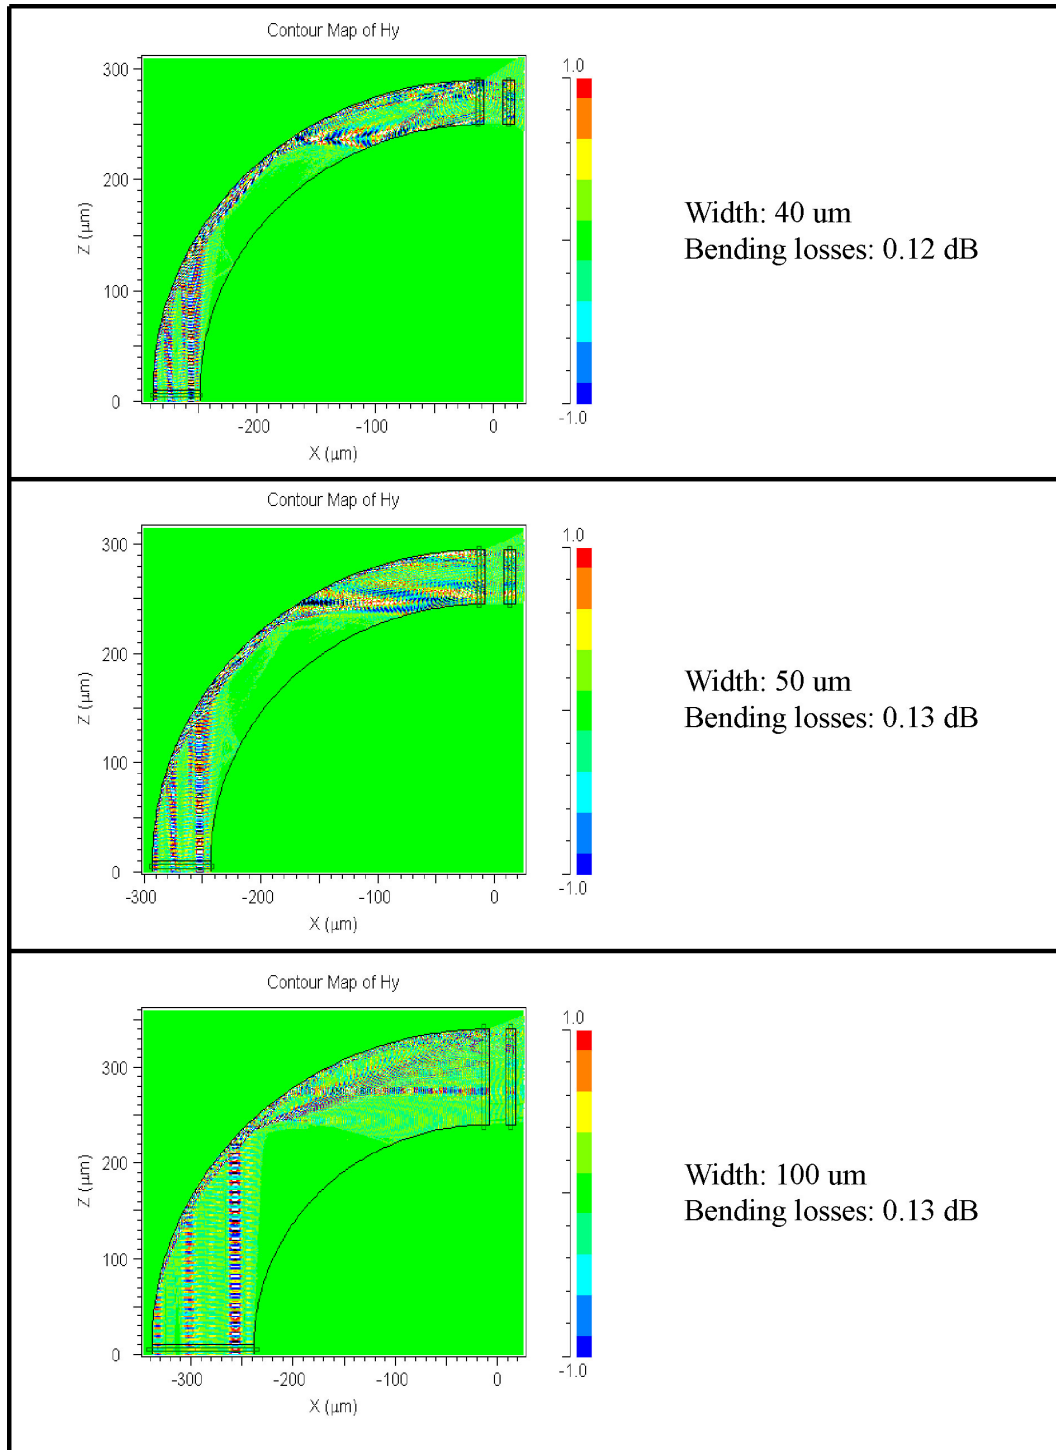 Contour Map of Hy
1.0
300
200
100
0
Z (µm)
-200
-100
0
X (µm)
-1.0
Width: 40 um
Bending losses: 0.12 dB
Contour Map of Hy
1.0
300
200
100
0
Z (µm)
-300
-200
-100
0
X (µm)
-1.0
Width: 50 um
Bending losses: 0.13 dB
Contour Map of Hy
1.0
300
200
100
0
Z (µm)
-300
-200
-100
0
X (µm)
-1.0
Width: 100 um
Bending losses: 0.13 dB